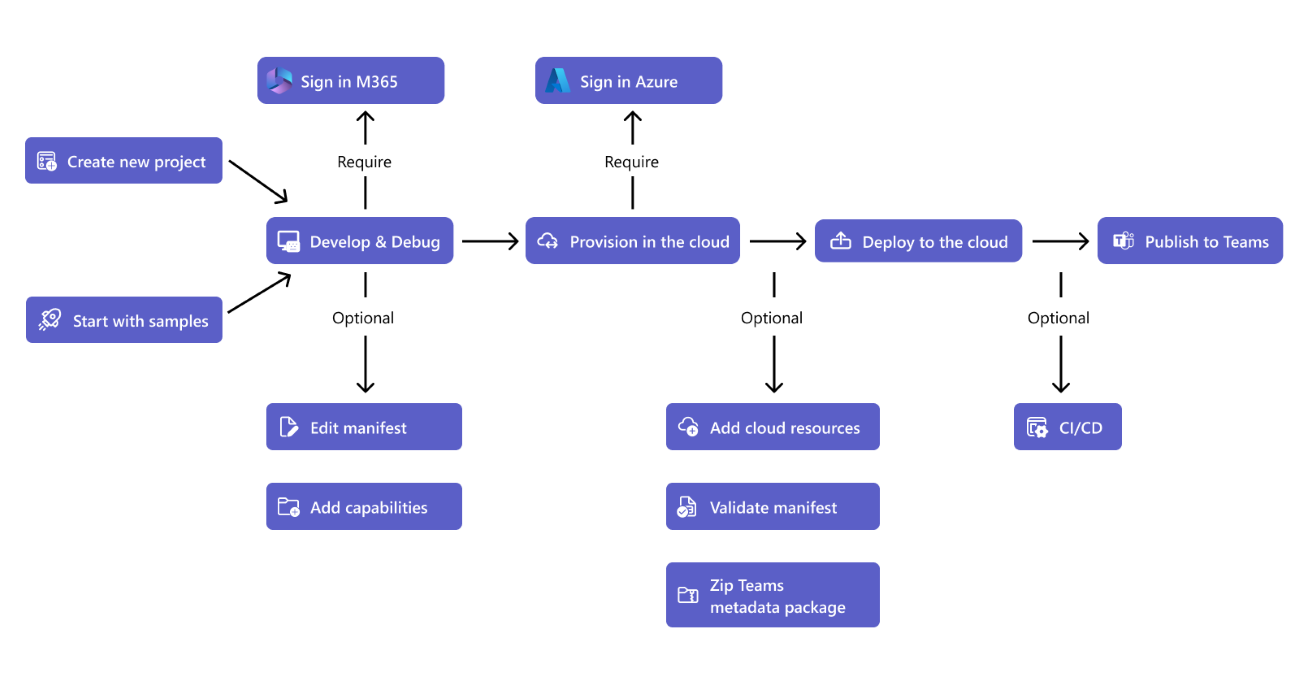 Sign in M365
Sign in Azure
Create new project
Require
Require
Develop & Debug
Provision in the cloud
Deploy to the cloud
Publish to Teams
Start with samples
Optional
Optional
Optional
Edit manifest
Add cloud resources
CI/CD
Add capabilities
Validate manifest
Zip Teams
metadata package